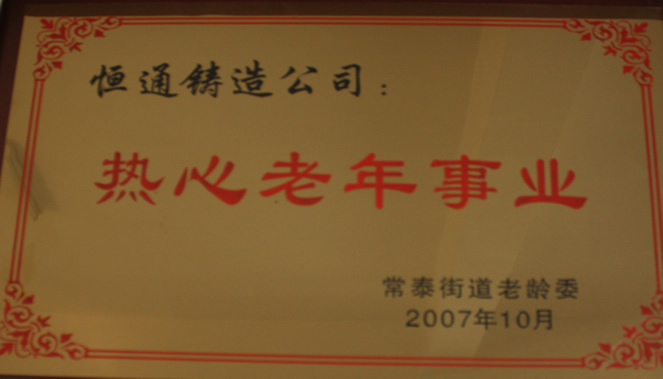 恒通铸造公司：
热心老年事业
常泰街道老龄委
2007年10月